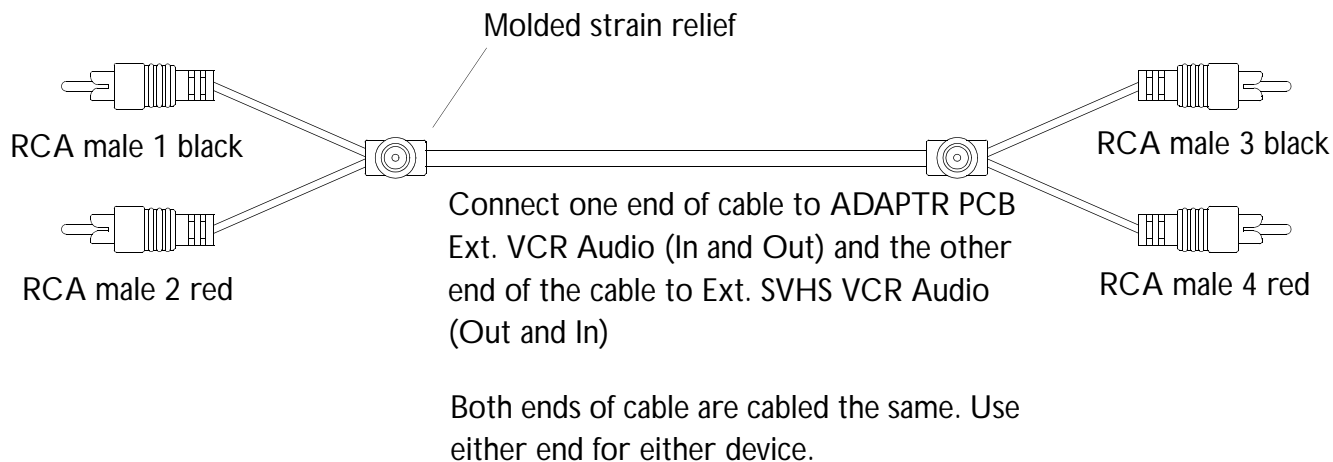 Molded strain relief
RCA male 1 black
RCA male 3 black
RCA male 2 red
RCA male 4 red
Connect one end of cable to ADAPTR PCB
Ext. VCR Audio (In and Out) and the other
end of the cable to Ext. SVHS VCR Audio
(Out and In)
Both ends of cable are cabled the same. Use
either end for either device.